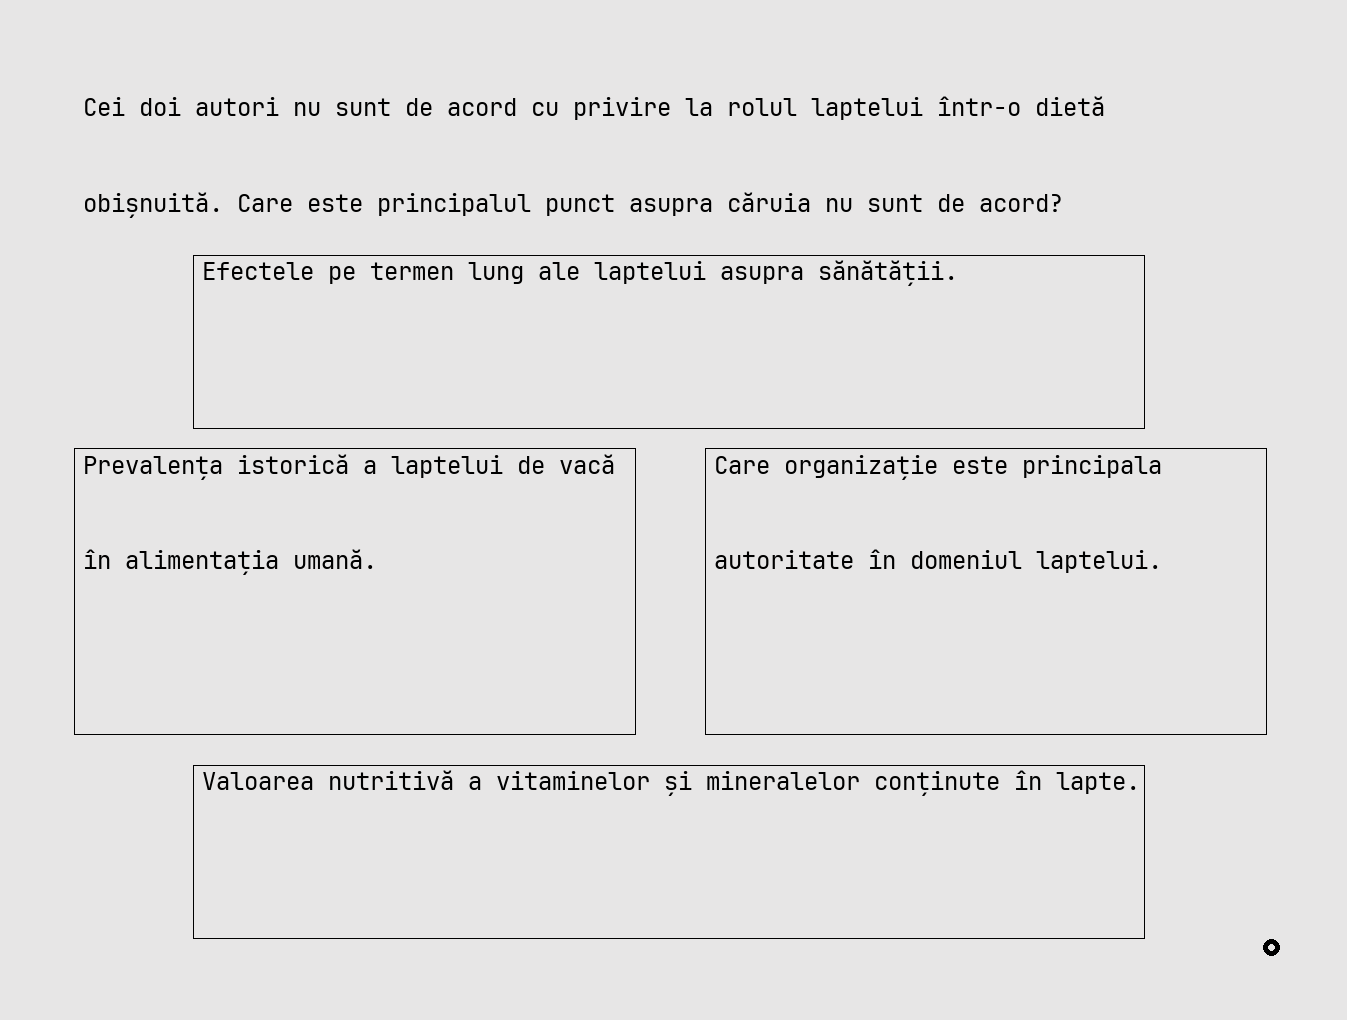 Cei doi autori nu sunt de acord cu privire la rolul laptelui într-o dietă
obișnuită. Care este principalul punct asupra căruia nu sunt de acord?
Efectele pe termen lung ale laptelui asupra sănătății.
Prevalența istorică a laptelui de vacă
în alimentația umană.
Care organizație este principala
autoritate în domeniul laptelui.
Valoarea nutritivă a vitaminelor și mineralelor conținute în lapte.